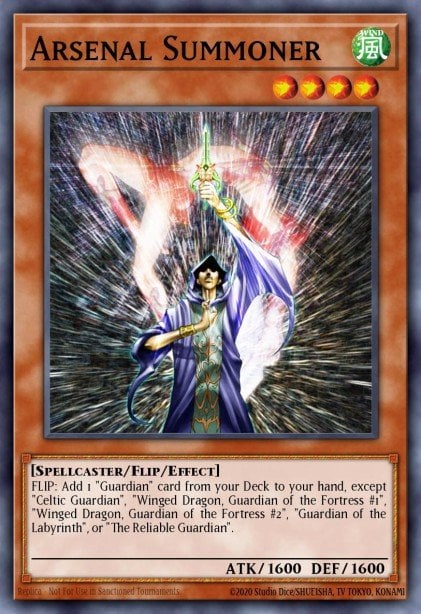 ARSENAL SUMMONER
WIND
風
[SPELLCASTER/FLIP/EFFECT]
FLIP: Add 1 "Guardian" card from your Deck to your hand, except
"Celtic Guardian", "Winged Dragon, Guardian of the Fortress #1",
"Winged Dragon, Guardian of the Fortress #2", "Guardian of the
Labyrinth", or "The Reliable Guardian".
ATK/1600 DEF/1600
Replica - Not For Use in Sanctioned Tournaments
©2020 Studio Dice/SHUEISHA, TV TOKYO, KONAMI